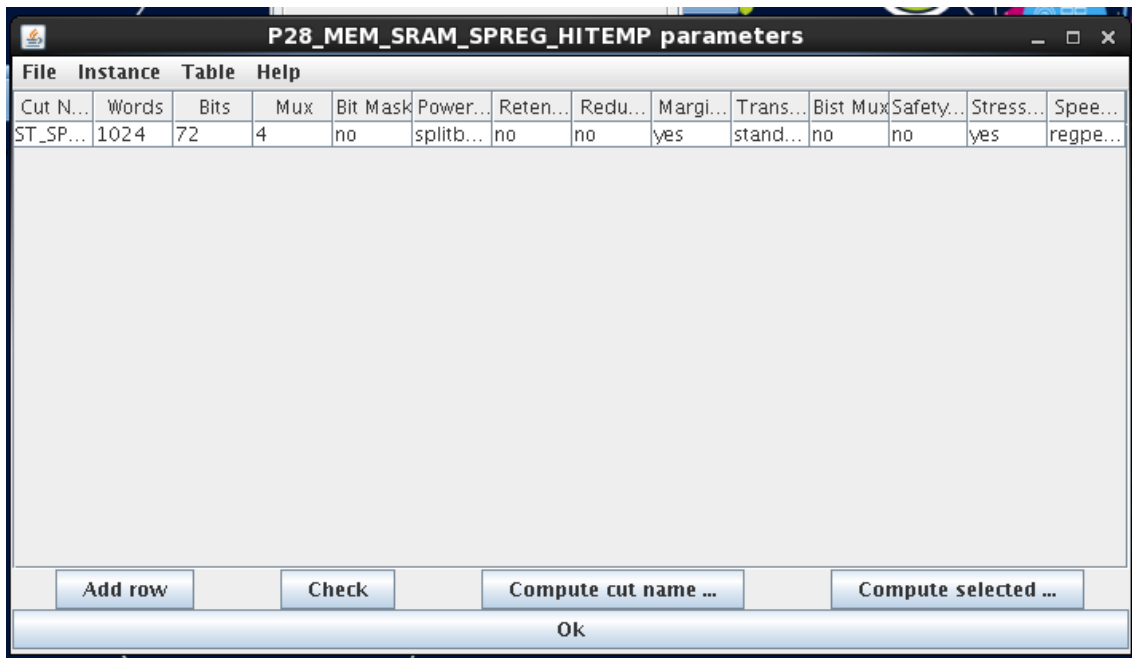 P28_MEM_SRAM_SPREG_HITEMP parameters
File Instance Table Help
Cut N... Words Bits Mux Bit Mask Power... Reten... Redu... Margi... Trans... Bist Mux Safety... Stress... Spee...
ST_SP... 1024 72 4 no splitb... no no yes stand... no no yes regpe...
Add row Check Compute cut name ... Compute selected ...
Ok